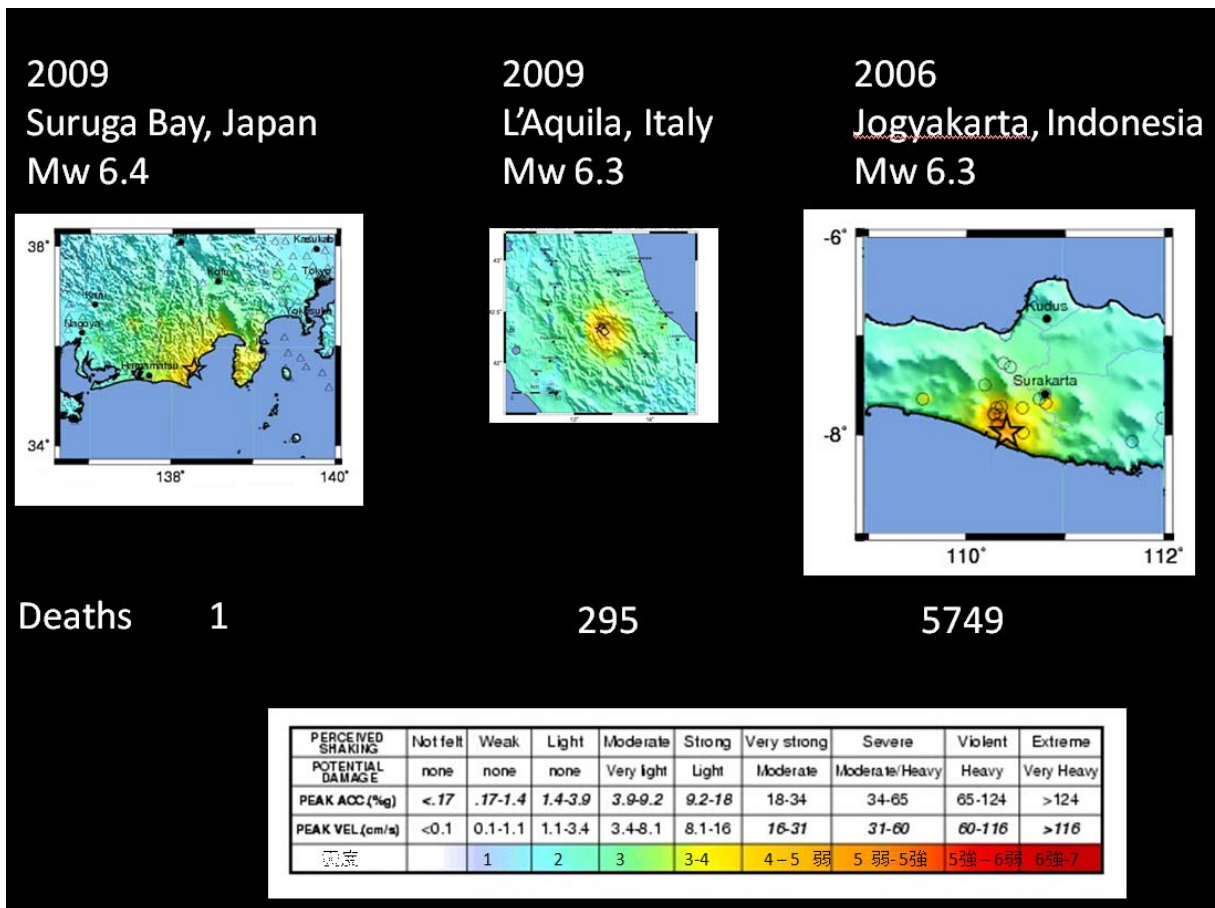 2009
Suruga Bay, Japan
Mw 6.4
2009
L'Aquila, Italy
Mw 6.3
2006
Jogyakarta, Indonesia
Mw 6.3
38°
34°
138°
140°
Kofu
Tokyo
Nagoya
Hamamatsu
-6°
-8°
110°
112°
Kudus
Surakarta
Deaths 1 295 5749
PERCEIVED SHAKING Not felt Weak Light Moderate Strong Very strong Severe Violent Extreme
POTENTIAL DAMAGE none none none Very light Light Moderate Moderate/Heavy Heavy Very Heavy
PEAK ACC.(%g) <.17 .17-1.4 1.4-3.9 3.9-9.2 9.2-18 18-34 34-65 65-124 >124
PEAK VEL.(cm/s) <0.1 0.1-1.1 1.1-3.4 3.4-8.1 8.1-16 16-31 31-60 60-116 >116
震度 1 2 3 3-4 4–5 弱 5 弱-5強 5強–6弱 6強-7